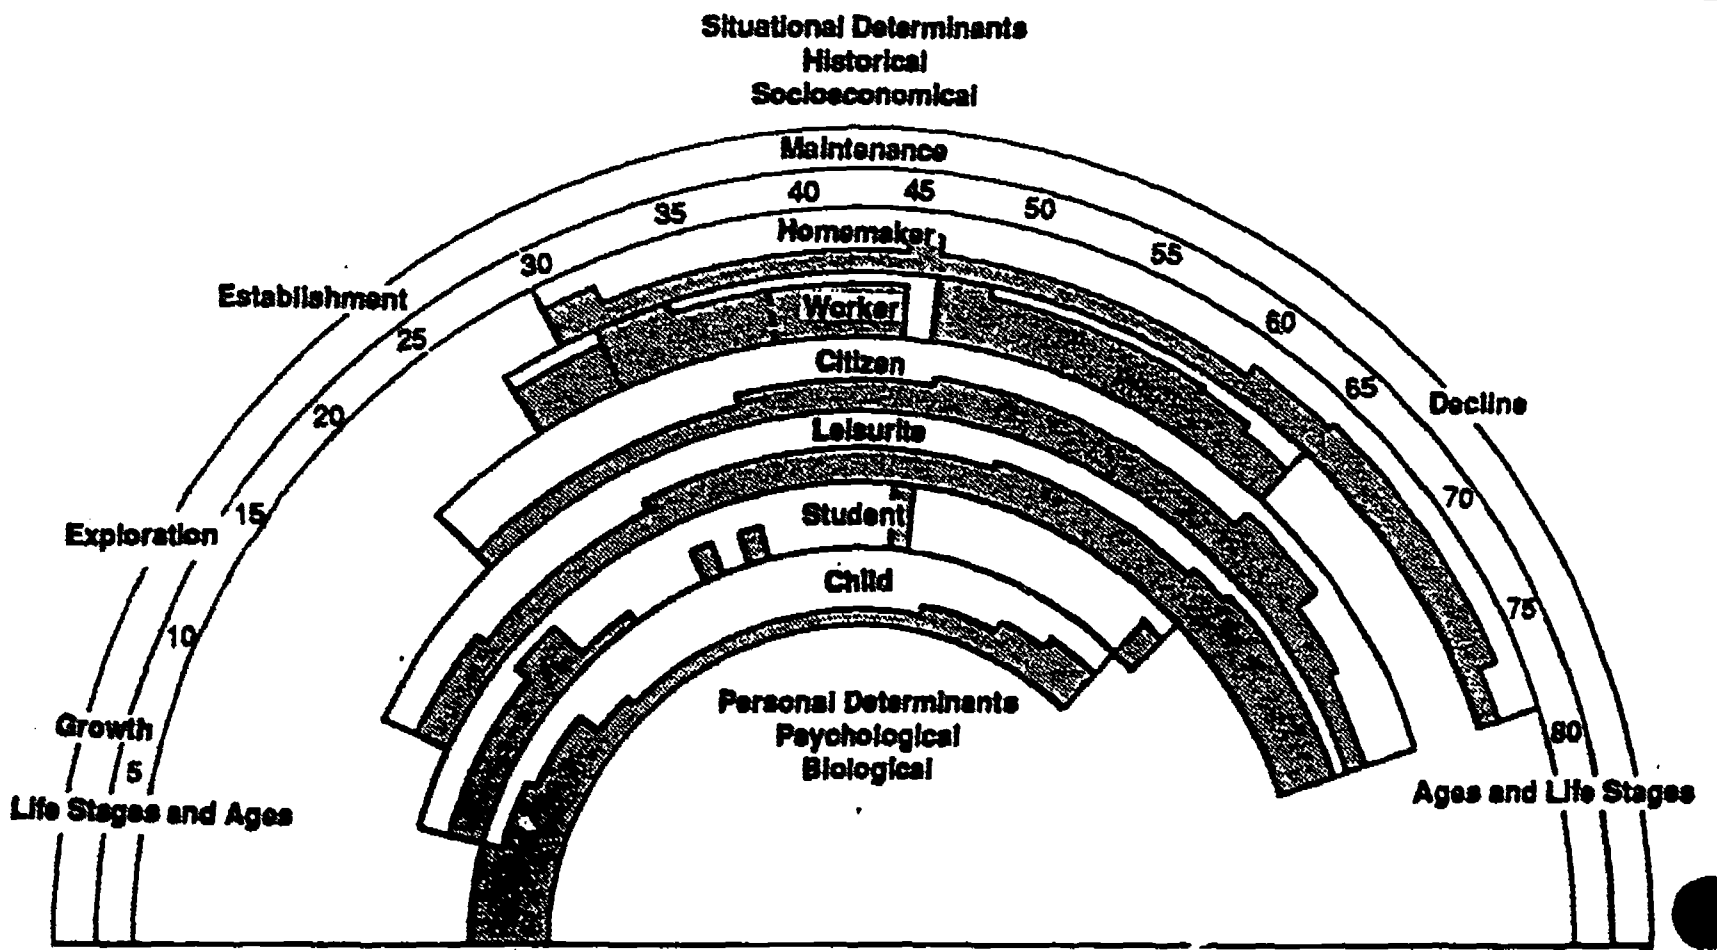 Situational Determinants
Historical
Socioeconomical
Maintenance
40
45
35
50
Homemaker
30
55
Establishment
Worker
60
25
Citizen
65
20
Decline
Leisurite
70
15
Student
Exploration
Child
75
10
Personal Determinants
Psychological
Biological
Growth
80
5
Life Stages and Ages
Ages and Life Stages